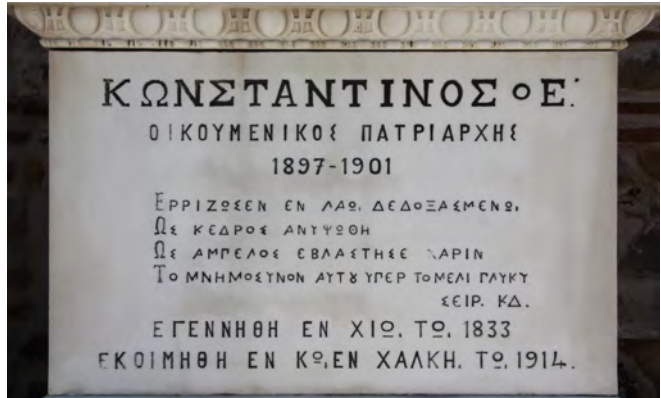 ΚΩΝΣΤΑΝΤΙΝΟΣ ο Ε΄.
ΟΙΚΟΥΜΕΝΙΚΟΣ ΠΑΤΡΙΑΡΧΗΣ
1897-1901
ΕΡΡΙΖΩΣΕΝ ΕΝ ΛΑΩ, ΔΕΔΟΞΑΣΜΕΝΩ,
ΩΣ ΚΕΔΡΟΣ ΑΝΥΨΩΘΗ
ΩΣ ΑΜΠΕΛΟΣ ΕΒΛΑΣΤΗΣΕ ΧΑΡΙΝ
ΤΟ ΜΝΗΜΟΣΥΝΟΝ ΑΥΤȢ ΥΠΕΡ ΤΟ ΜΕΛΙ ΓΛΥΚΥ
ΣΕΙΡ. ΚΔ.
ΕΓΕΝΝΗΘΗ ΕΝ ΧΙΩ, ΤΩ, 1833
ΕΚΟΙΜΗΘΗ ΕΝ ΚΩ, ΕΝ ΧΑΛΚΗ, ΤΩ, 1914.